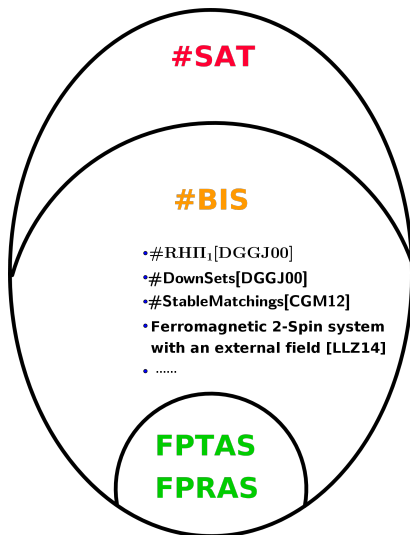 #SAT
#BIS
•#RHΠ₁[DGGJ00]
•#DownSets[DGGJ00]
•#StableMatchings[CGM12]
•Ferromagnetic 2-Spin system
with an external field [LLZ14]
• ......
FPTAS
FPRAS